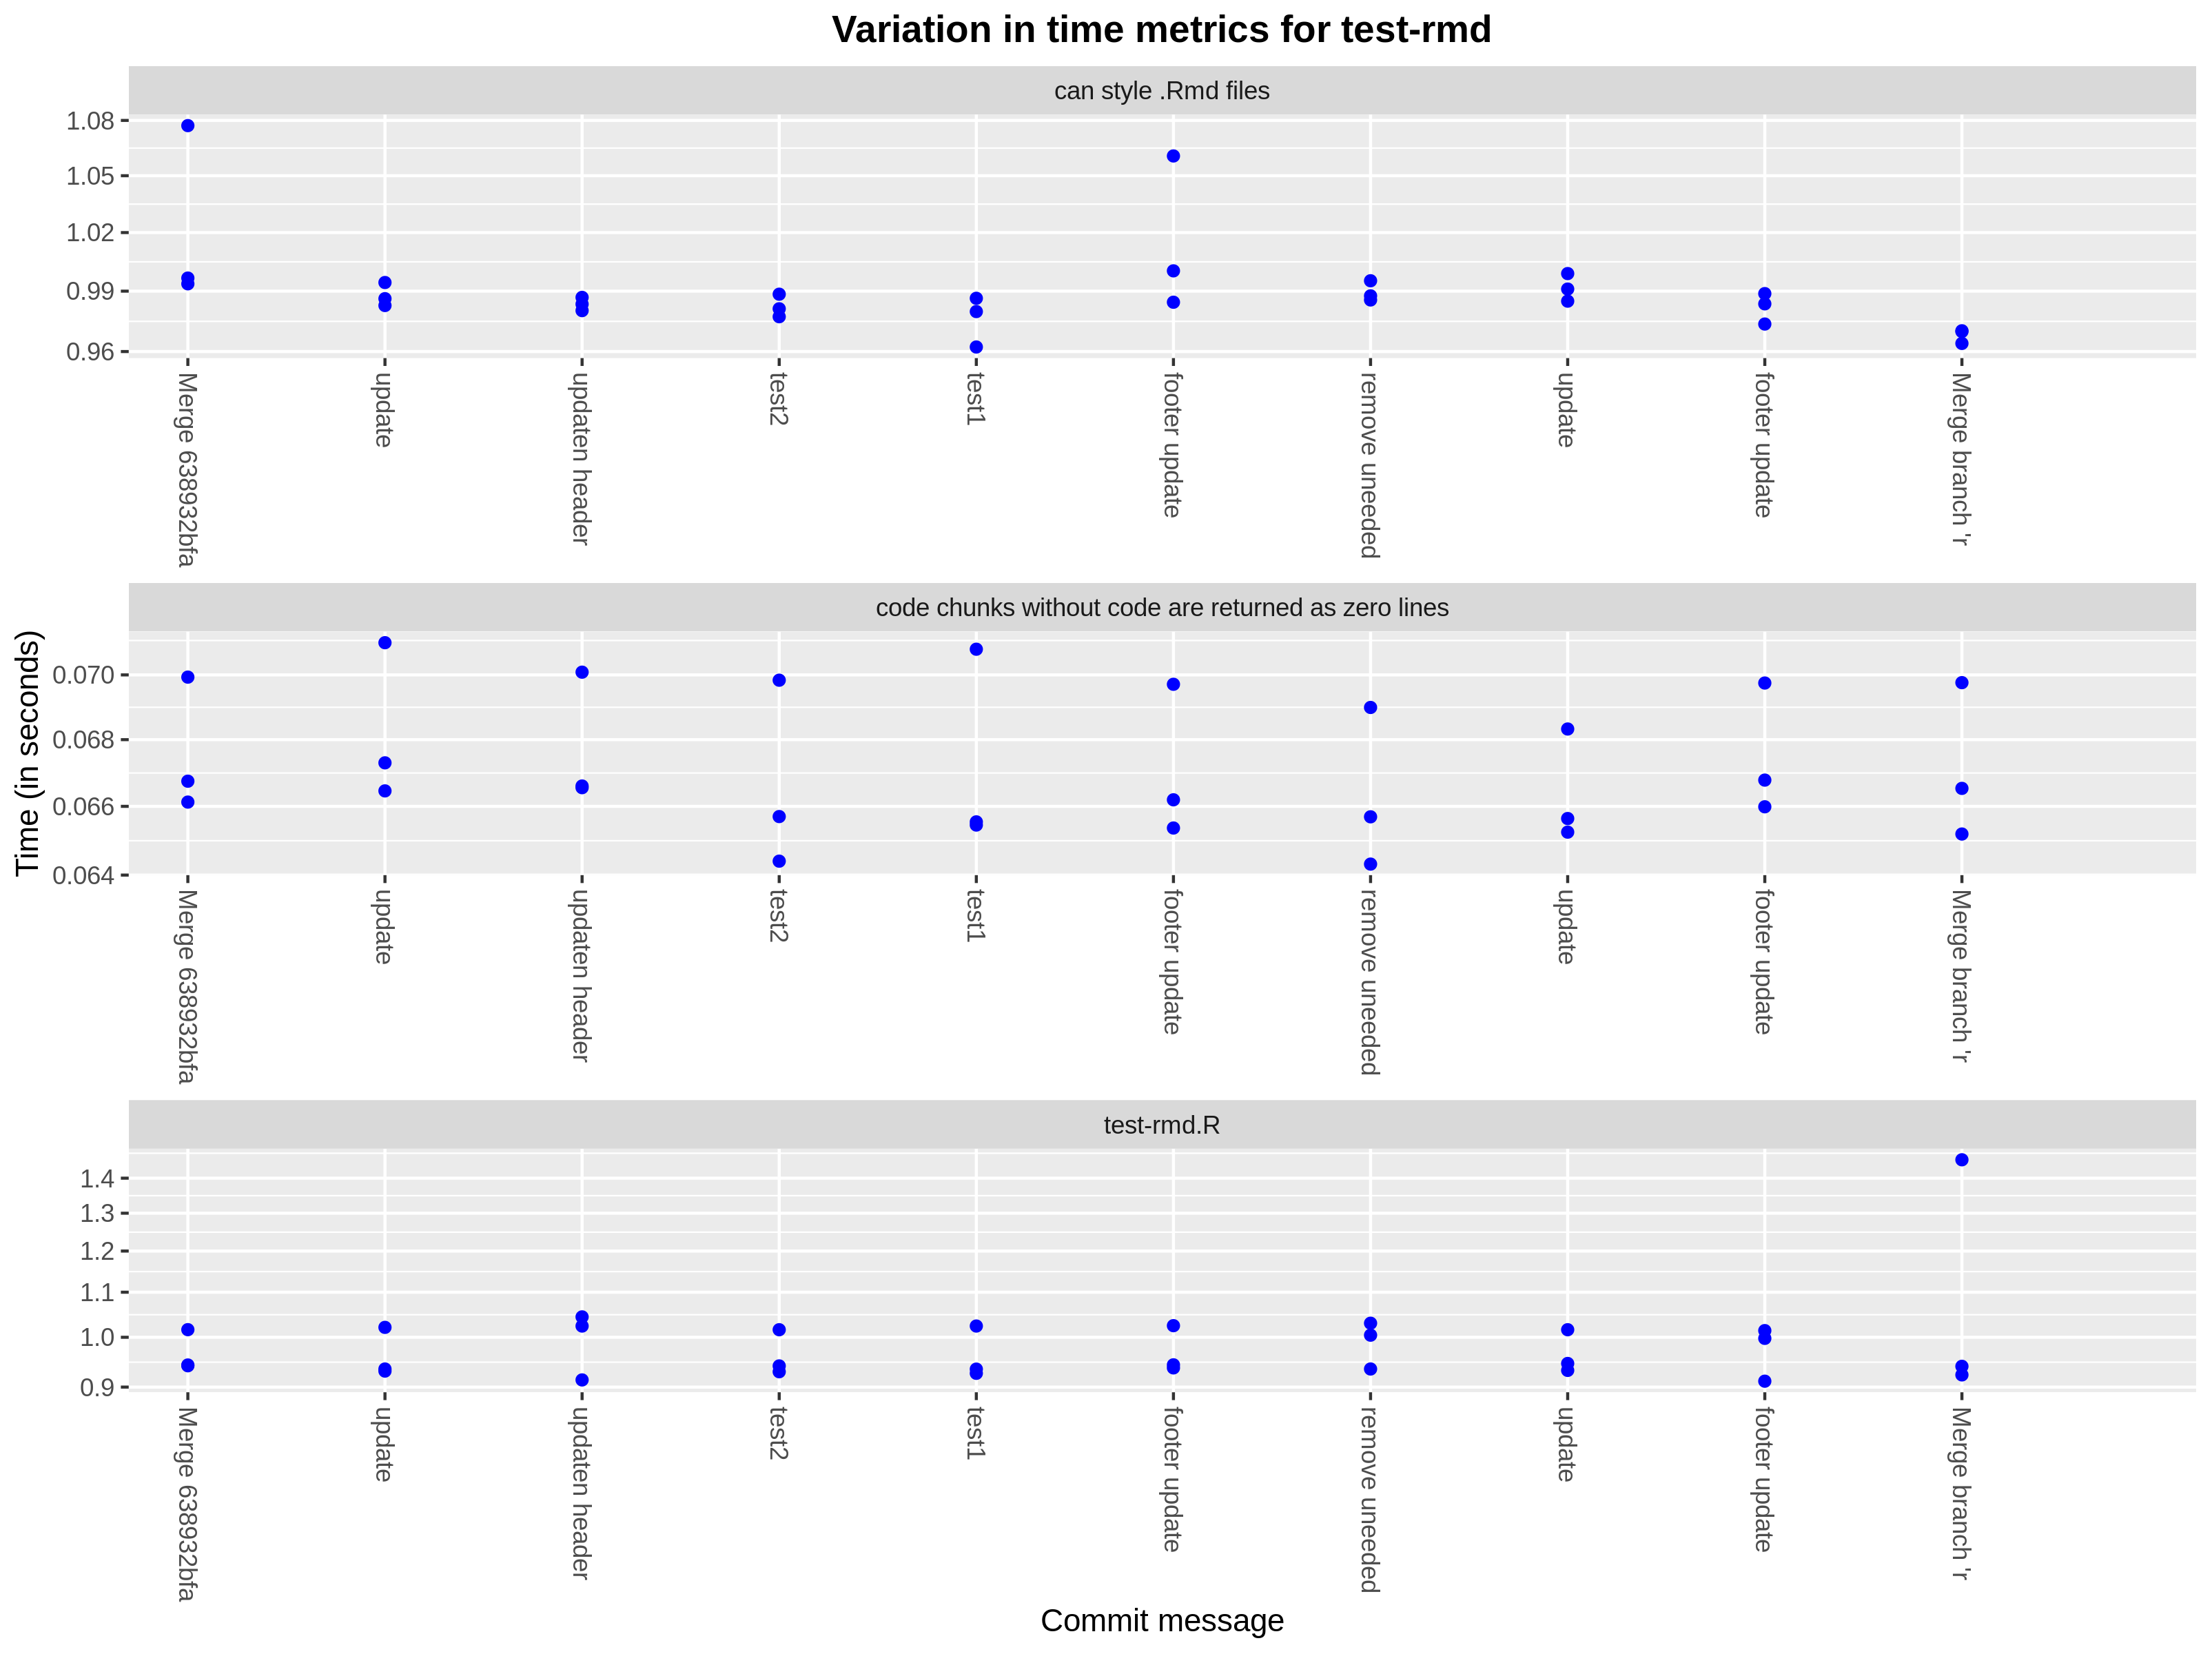 Variation in time metrics for test-rmd
can style .Rmd files
1.08
1.05
1.02
0.99
0.96
Merge 638932bfa
update
updaten header
test2
test1
footer update
remove uneeded
update
footer update
Merge branch 'r
Time (in seconds)
code chunks without code are returned as zero lines
0.070
0.068
0.066
0.064
Merge 638932bfa
update
updaten header
test2
test1
footer update
remove uneeded
update
footer update
Merge branch 'r
test-rmd.R
1.4
1.3
1.2
1.1
1.0
0.9
Merge 638932bfa
update
updaten header
test2
test1
footer update
remove uneeded
update
footer update
Merge branch 'r
Commit message